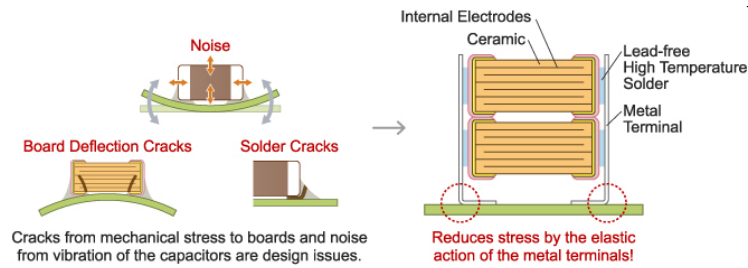 Noise
Board Deflection Cracks
Solder Cracks
Cracks from mechanical stress to boards and noise
from vibration of the capacitors are design issues.
Internal Electrodes
Ceramic
Lead-free
High Temperature
Solder
Metal
Terminal
Reduces stress by the elastic
action of the metal terminals!